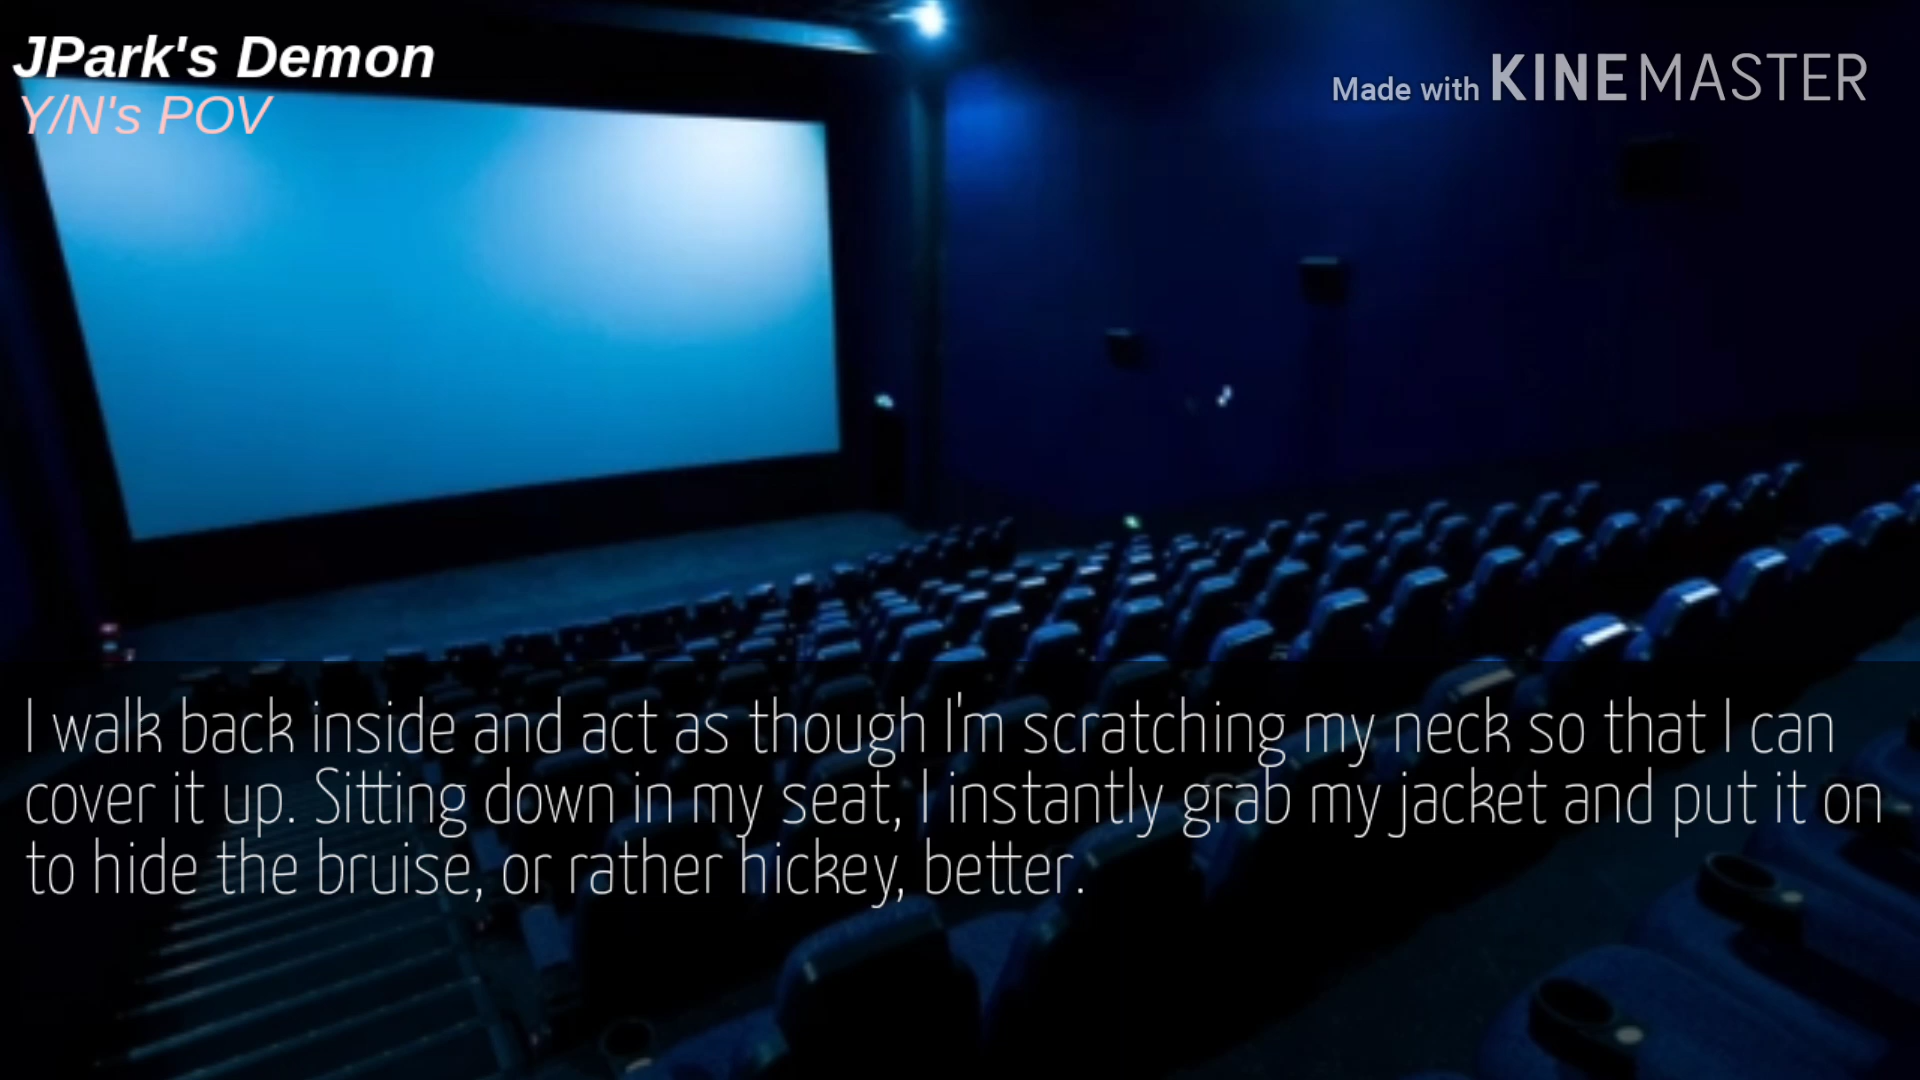 JPark's Demon
Y/N's POV
Made with KINEMASTER
I walk back inside and act as though I'm scratching my neck so that I can
cover it up. Sitting down in my seat, I instantly grab my jacket and put it on
to hide the bruise, or rather hickey, better.